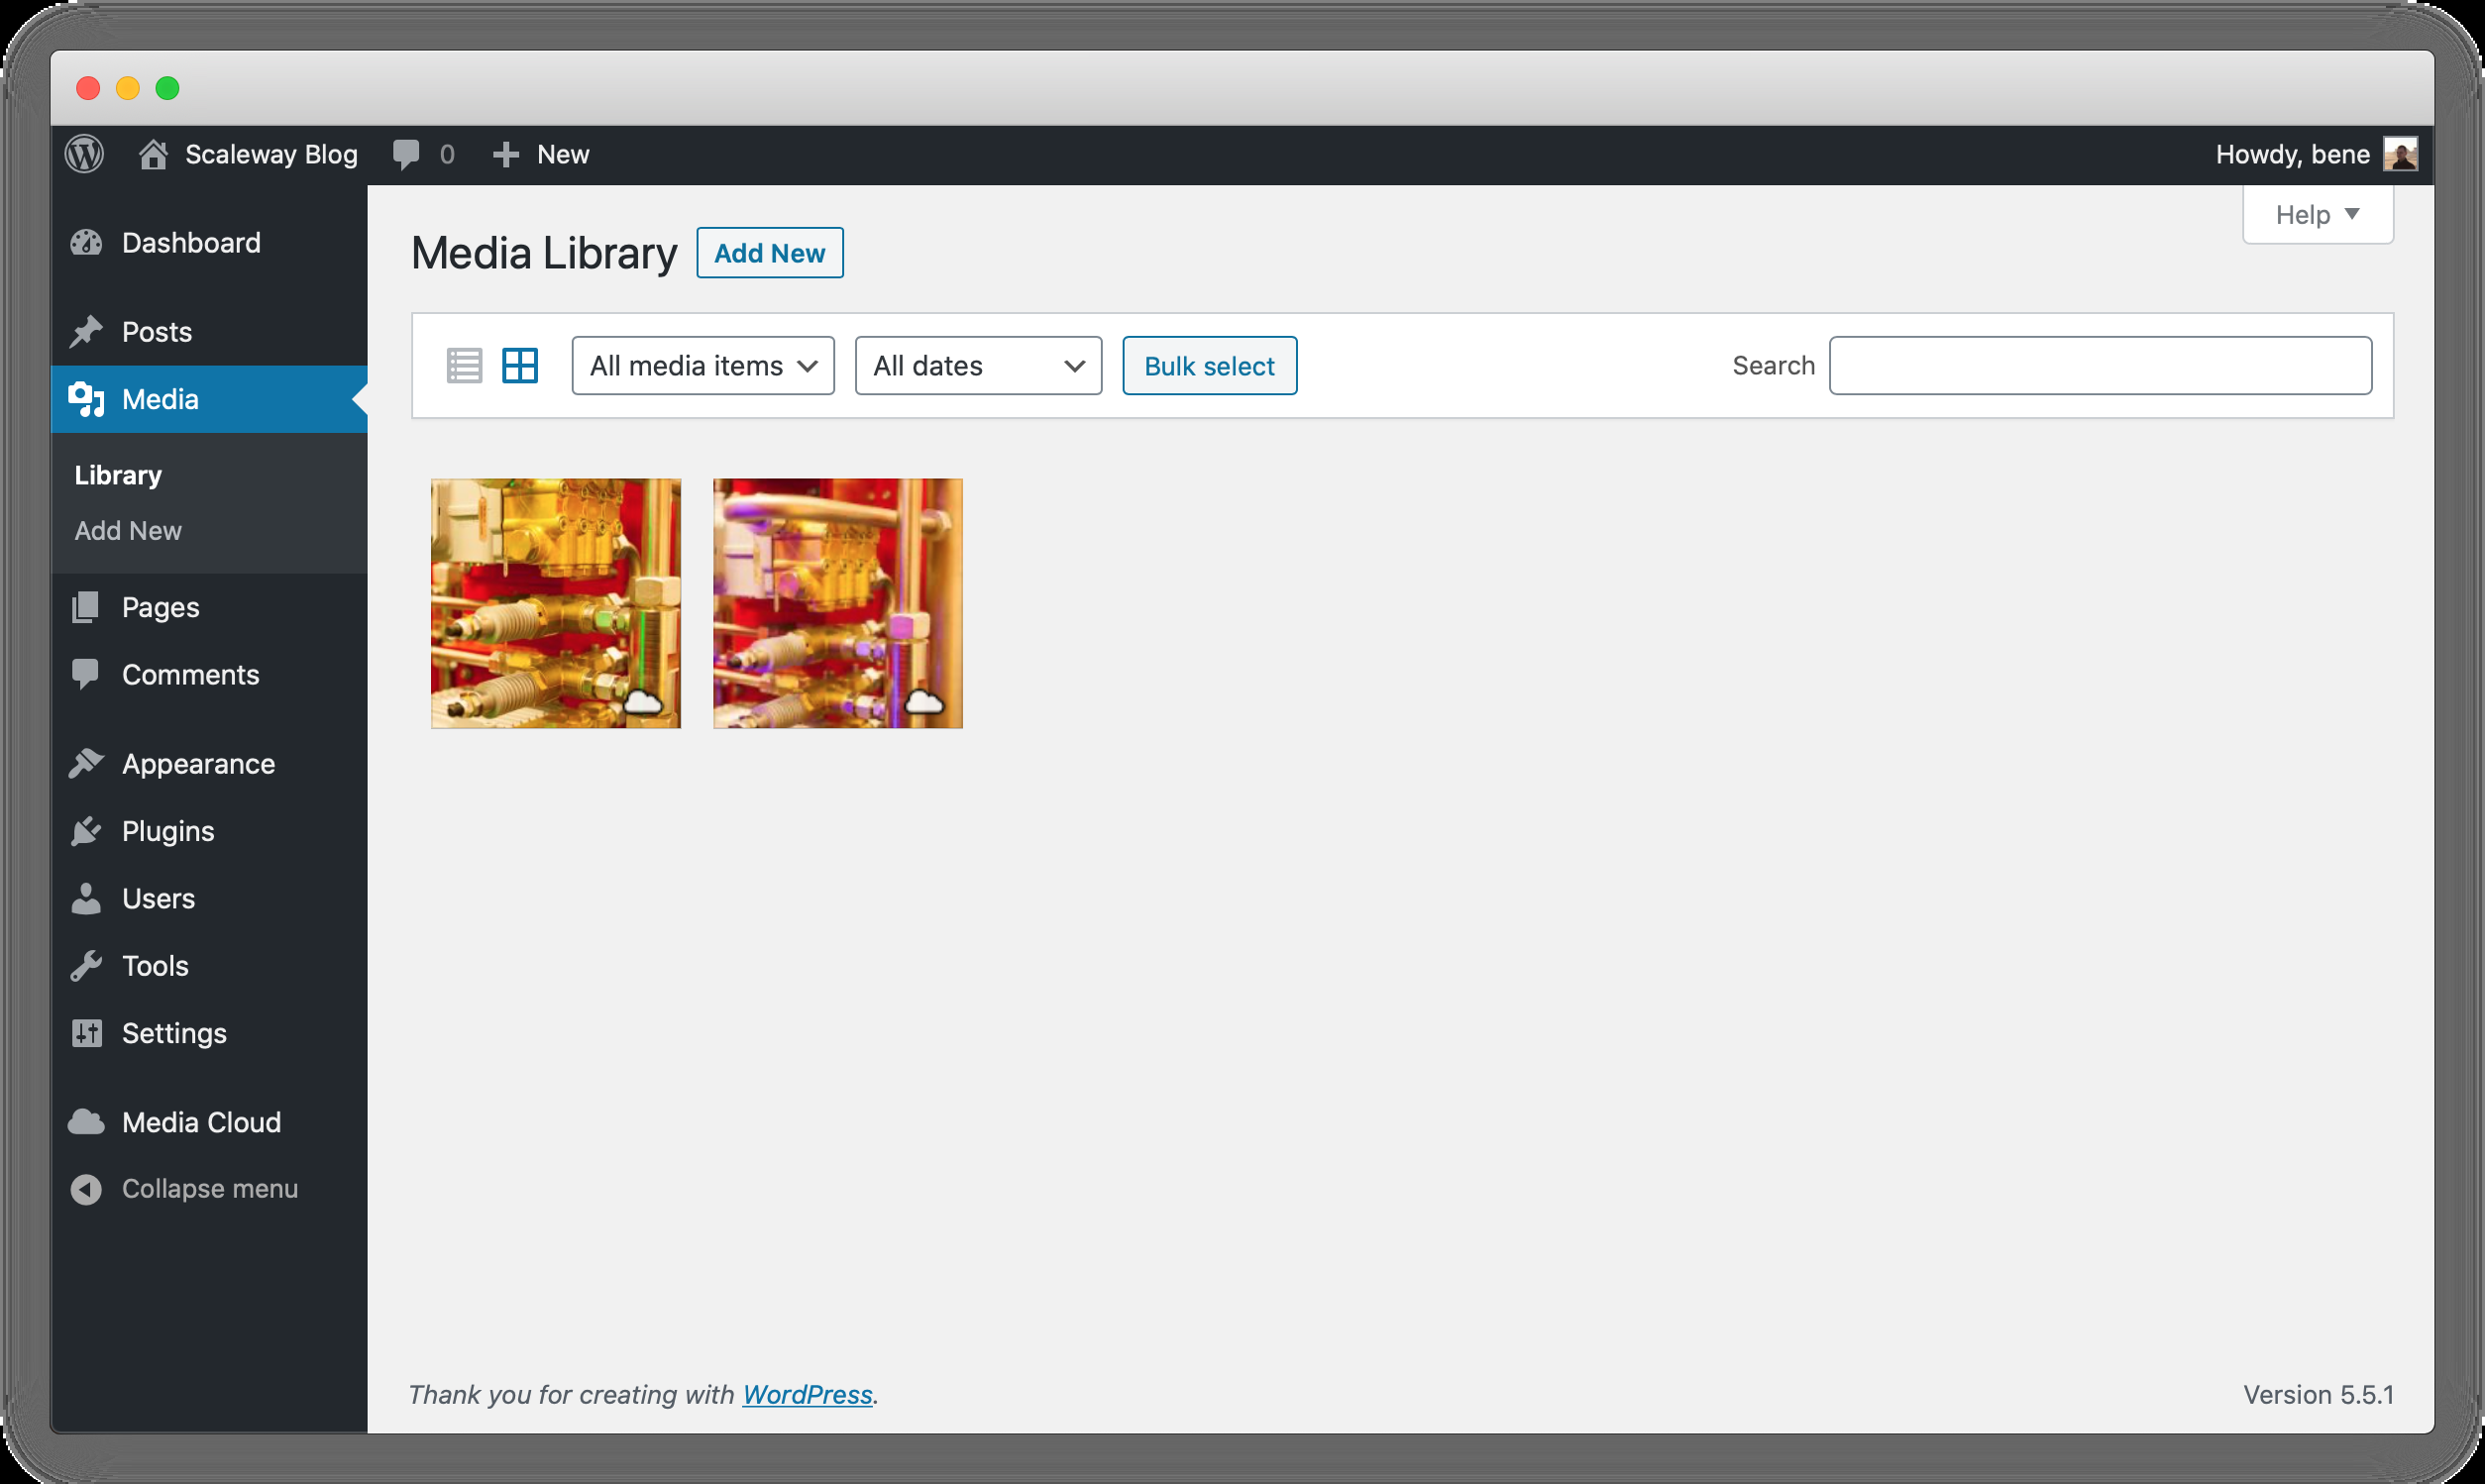 Scaleway Blog 0 New Howdy, bene
Help
Dashboard
Posts
Media
Library
Add New
Pages
Comments
Appearance
Plugins
Users
Tools
Settings
Media Cloud
Collapse menu
Media Library Add New
All media items All dates Bulk select Search
Thank you for creating with WordPress. Version 5.5.1